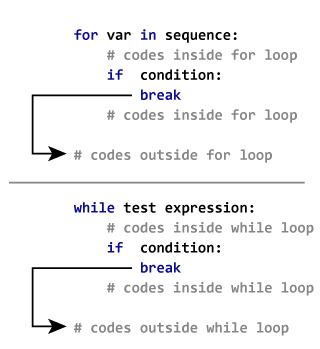 for var in sequence:
# codes inside for loop
if condition:
break
# codes inside for loop
# codes outside for loop
while test expression:
# codes inside while loop
if condition:
break
# codes inside while loop
# codes outside while loop